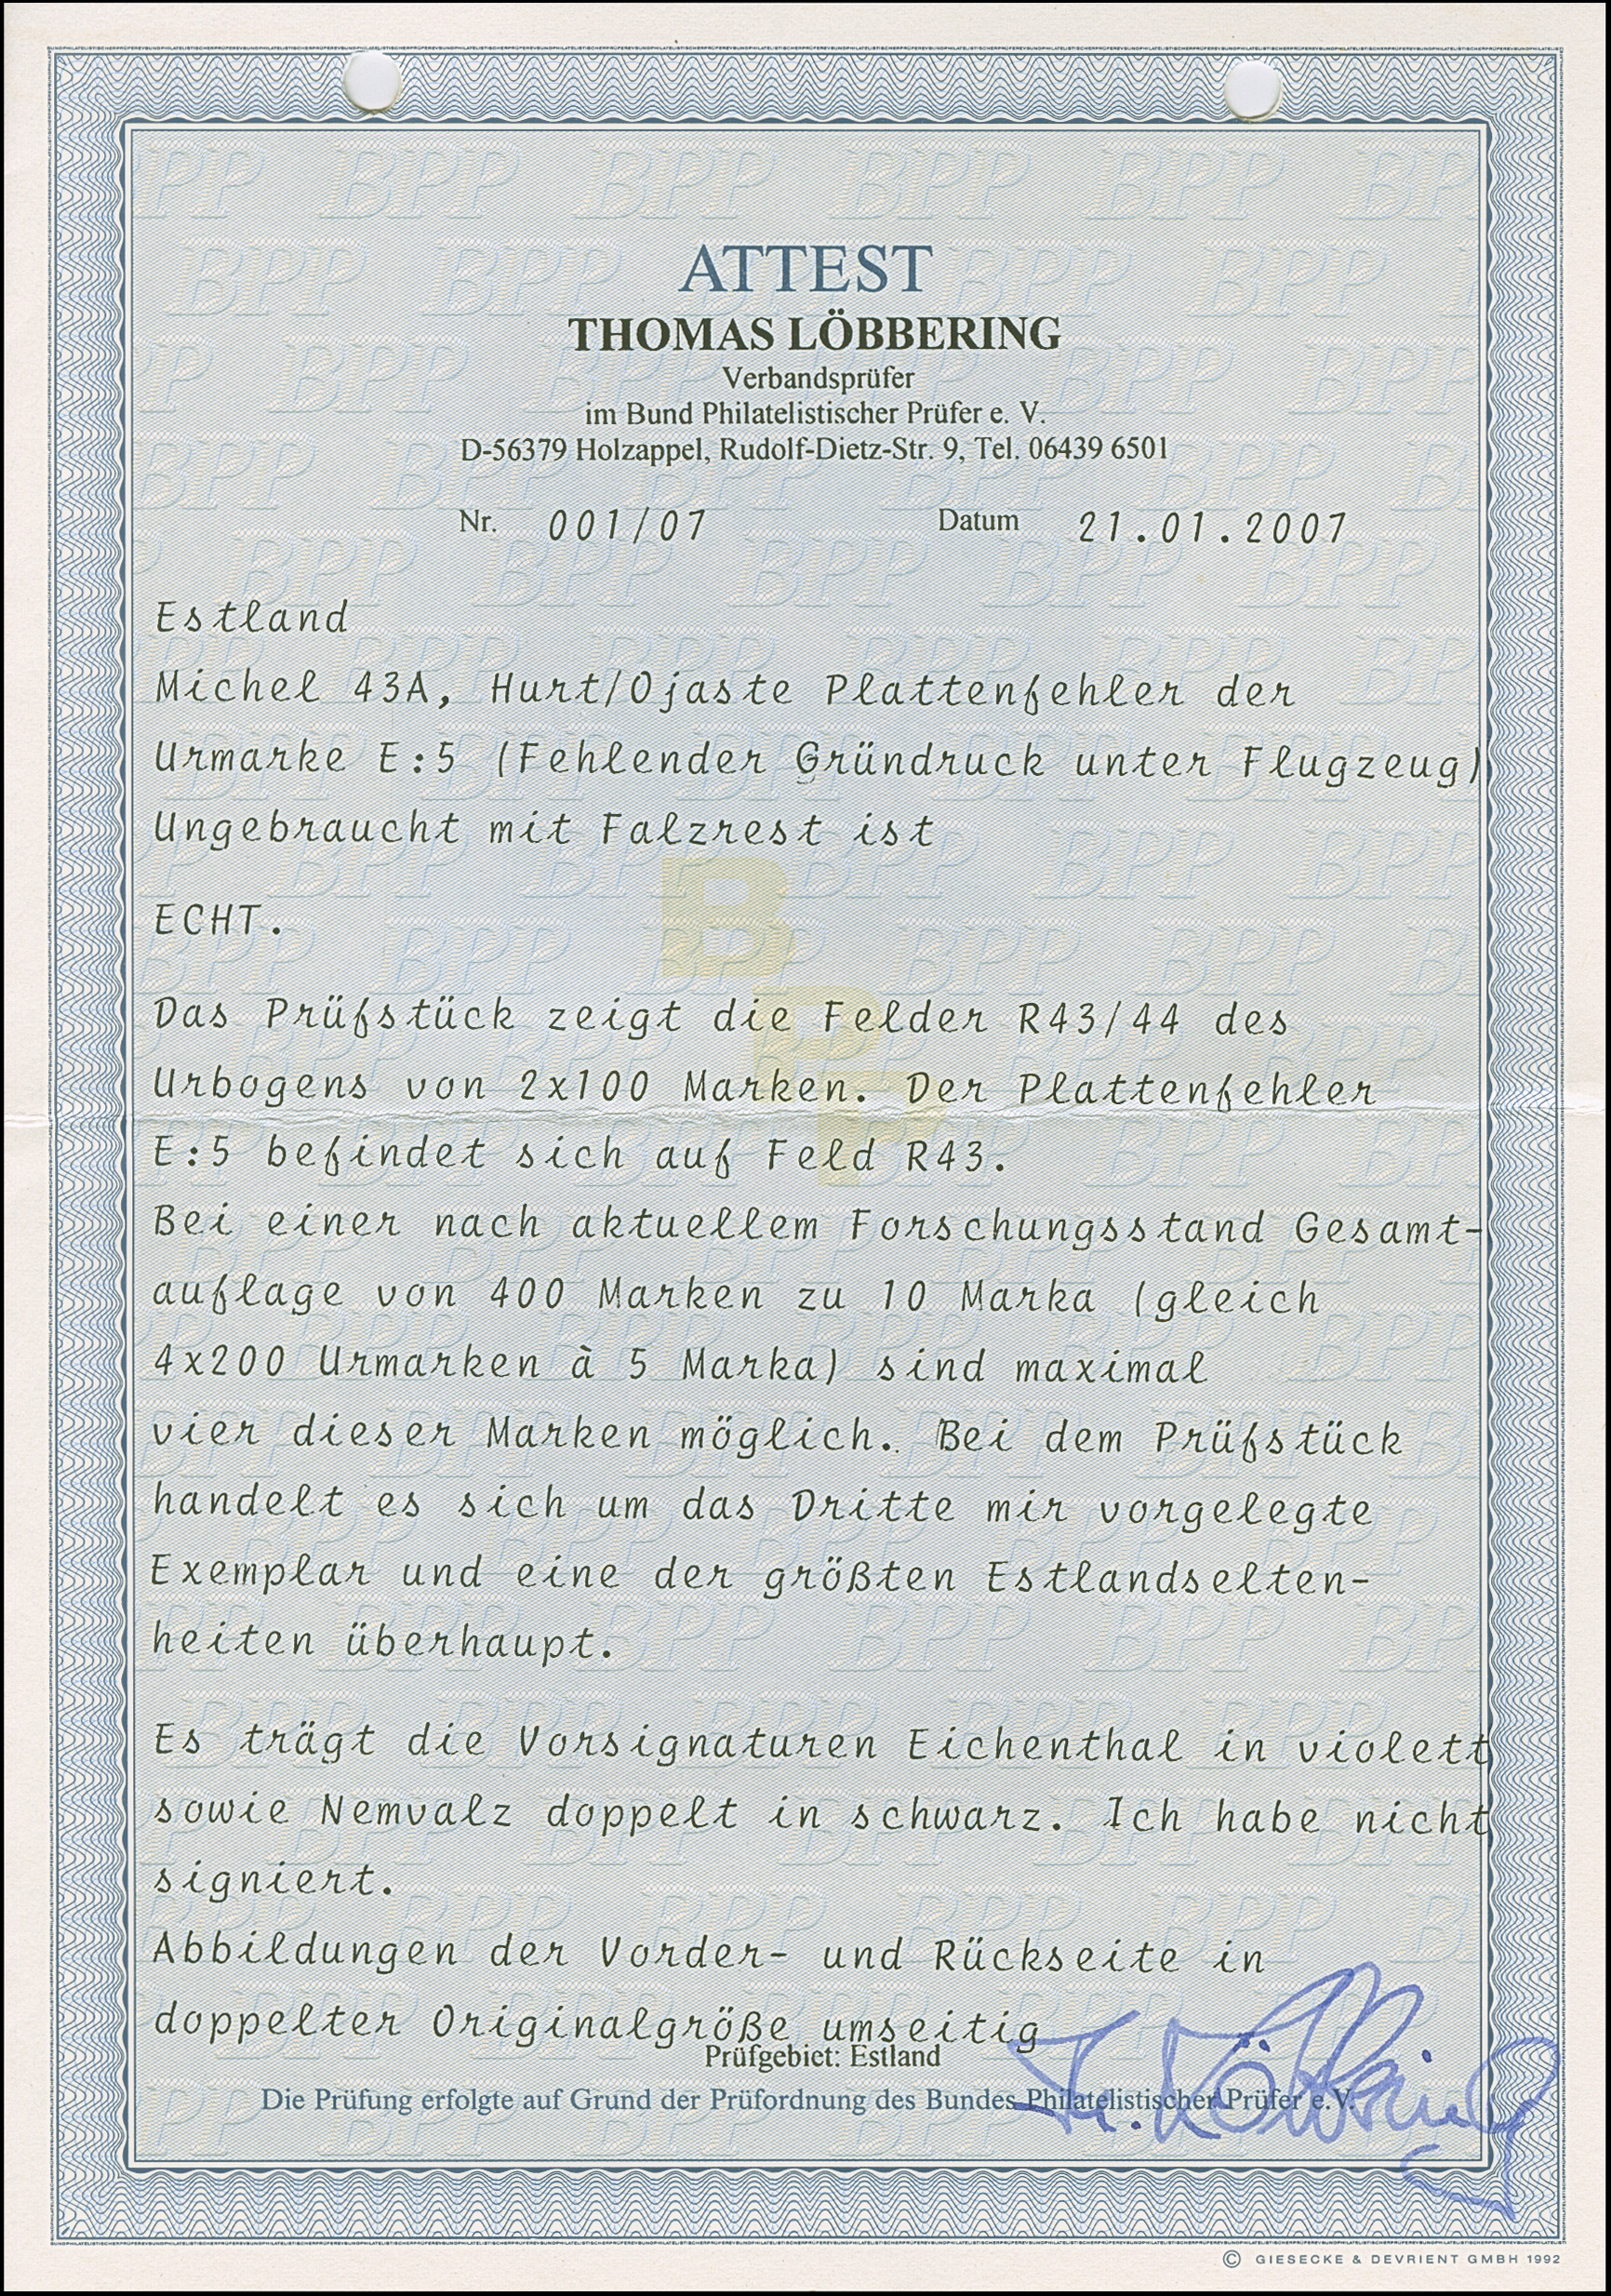 ATTEST
THOMAS LÖBBERING
Verbandsprüfer
im Bund Philatelistischer Prüfer e. V.
D-56379 Holzappel, Rudolf-Dietz-Str. 9, Tel. 06439 6501
Nr. 001/07 Datum 21.01.2007
Estland
Michel 43A, Hurt/Ojaste Plattenfehler der
Urmarke E:5 (Fehlender Gründruck unter Flugzeug)
Ungebraucht mit Falzrest ist
ECHT.
Das Prüfstück zeigt die Felder R43/44 des
Urbogens von 2x100 Marken. Der Plattenfehler
E:5 befindet sich auf Feld R43.
Bei einer nach aktuellem Forschungsstand Gesamt-
auflage von 400 Marken zu 10 Marka (gleich
4x200 Urmarken à 5 Marka) sind maximal
vier dieser Marken möglich. Bei dem Prüfstück
handelt es sich um das Dritte mir vorgelegte
Exemplar und eine der größten Estlandselten-
heiten überhaupt.
Es trägt die Vorsignaturen Eichenthal in violett
sowie Nemvalz doppelt in schwarz. Ich habe nicht
signiert.
Abbildungen der Vorder- und Rückseite in
doppelter Originalgröße umseitig
Prüfgebiet: Estland
Die Prüfung erfolgte auf Grund der Prüfordnung des Bundes Philatelistischer Prüfer e.V.
Th. Löbbering
© GIESECKE & DEVRIENT GMBH 1992
BPP